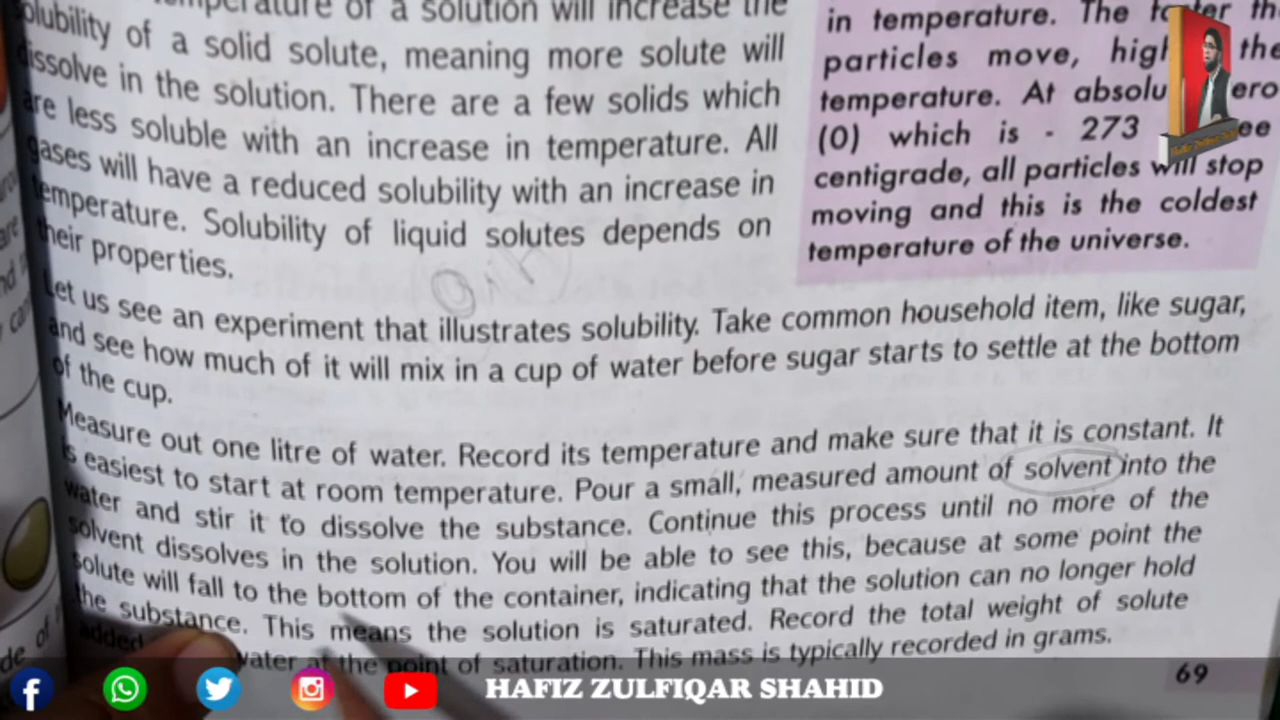 temperature of a solution will increase the
solubility of a solid solute, meaning more solute will
dissolve in the solution. There are a few solids which
are less soluble with an increase in temperature. All
gases will have a reduced solubility with an increase in
temperature. Solubility of liquid solutes depends on
their properties.
in temperature. The faster the
particles move, high the
temperature. At absolu ero
(0) which is - 273 ee
centigrade, all particles will stop
moving and this is the coldest
temperature of the universe.
Let us see an experiment that illustrates solubility. Take common household item, like sugar,
and see how much of it will mix in a cup of water before sugar starts to settle at the bottom
of the cup.
Measure out one litre of water. Record its temperature and make sure that it is constant. It
is easiest to start at room temperature. Pour a small, measured amount of solvent into the
water and stir it to dissolve the substance. Continue this process until no more of the
solvent dissolves in the solution. You will be able to see this, because at some point the
solute will fall to the bottom of the container, indicating that the solution can no longer hold
the substance. This means the solution is saturated. Record the total weight of solute
added water at the point of saturation. This mass is typically recorded in grams.
69
HAFIZ ZULFIQAR SHAHID